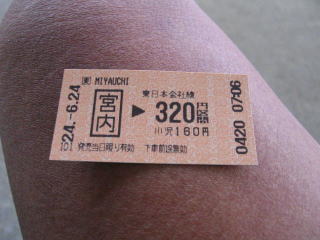 (東) MIYAUCHI
東日本会社線
宮内 ▶ 320円区間
小児160円
24.-6.24
101 発売当日限り有効 下車前途無効
0420 07:06